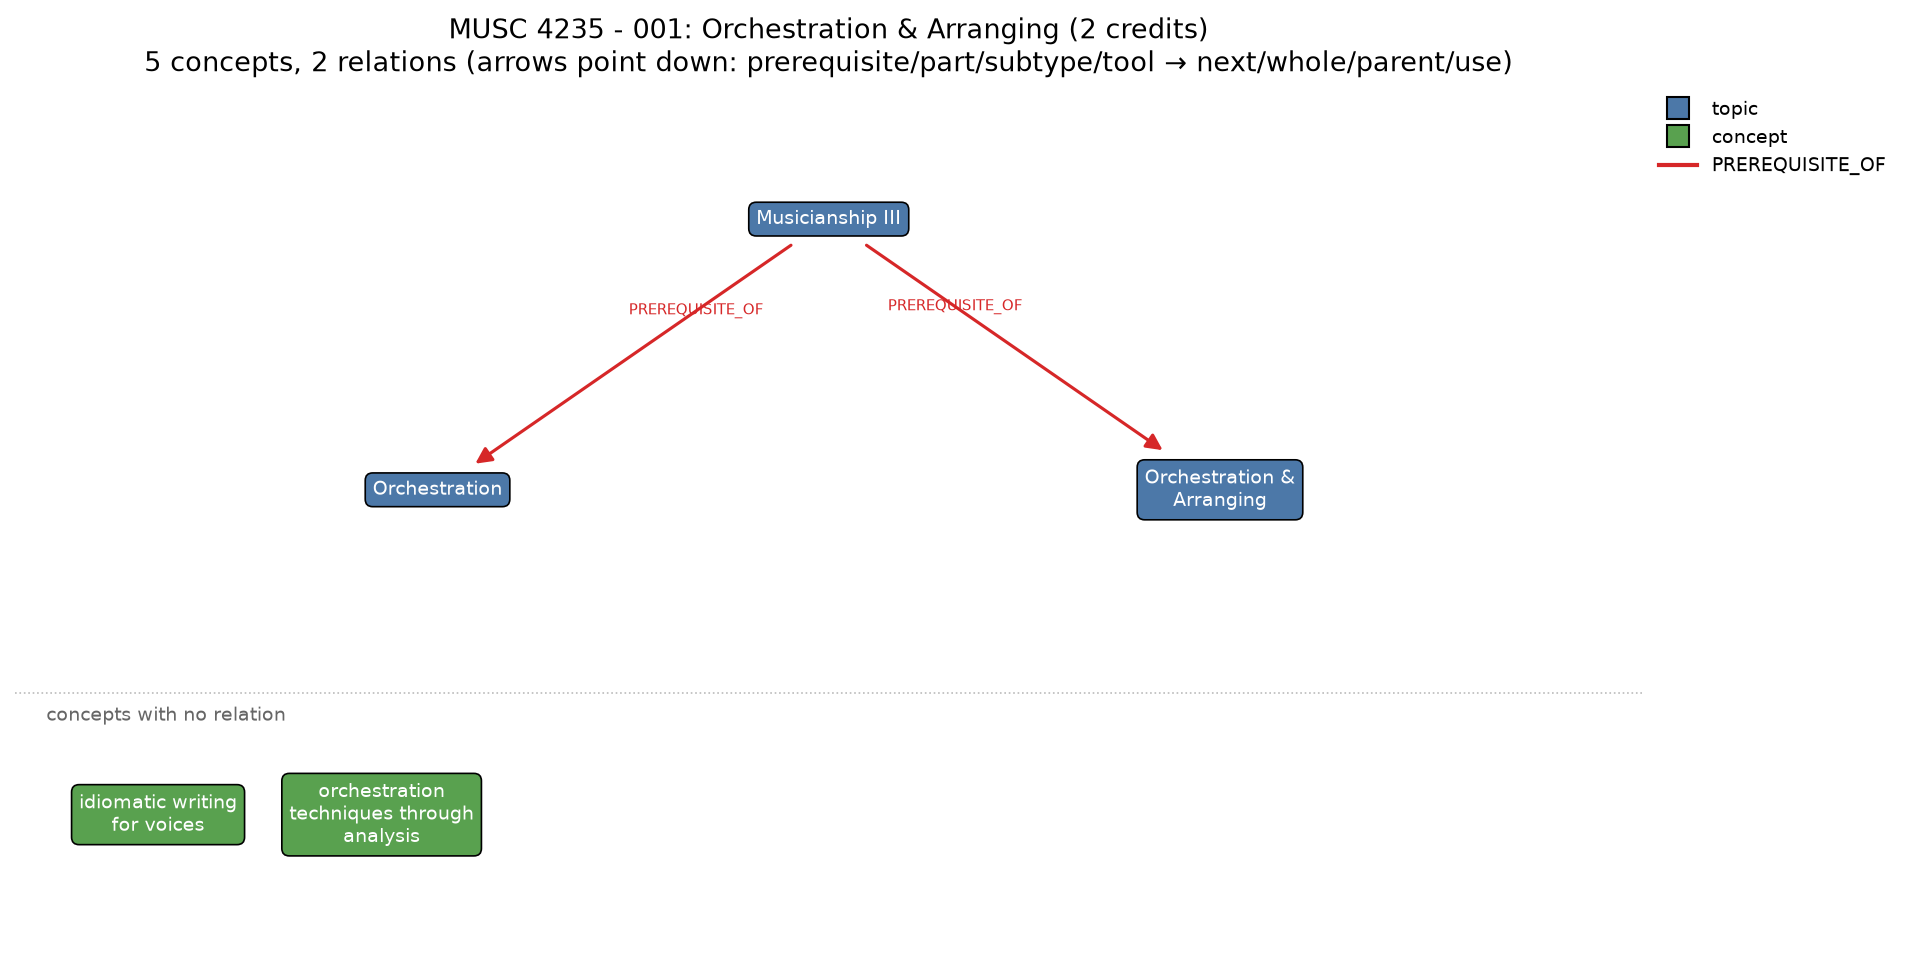 MUSC 4235 - 001: Orchestration & Arranging (2 credits)
5 concepts, 2 relations (arrows point down: prerequisite/part/subtype/tool → next/whole/parent/use)
topic
concept
PREREQUISITE_OF
Musicianship III
PREREQUISITE_OF
PREREQUISITE_OF
Orchestration
Orchestration &
Arranging
concepts with no relation
idiomatic writing
for voices
orchestration
techniques through
analysis